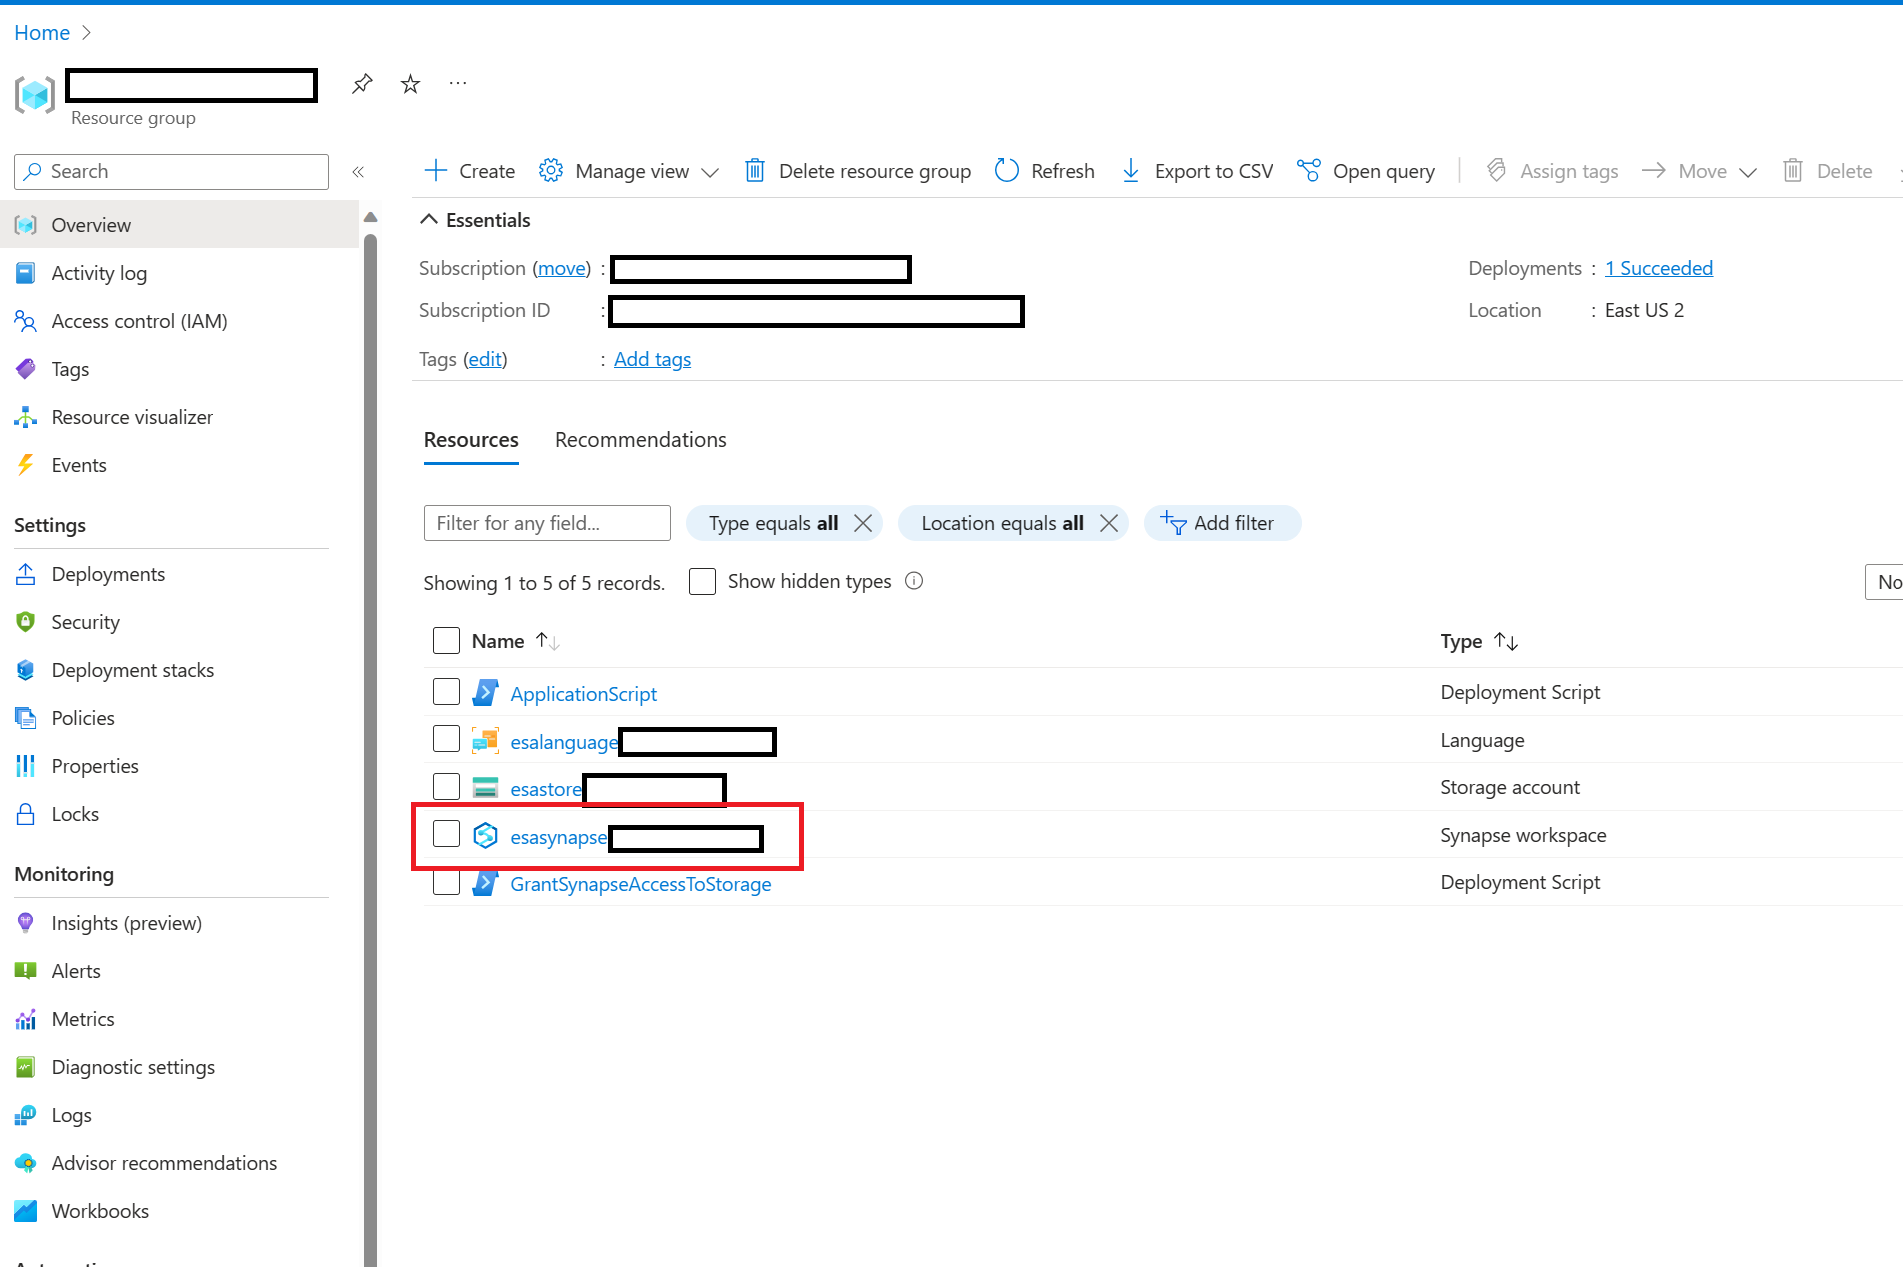 Home
Resource group
Search
Create
Manage view
Delete resource group
Refresh
Export to CSV
Open query
Assign tags
Move
Delete
Overview
Activity log
Access control (IAM)
Tags
Resource visualizer
Events
Settings
Deployments
Security
Deployment stacks
Policies
Properties
Locks
Monitoring
Insights (preview)
Alerts
Metrics
Diagnostic settings
Logs
Advisor recommendations
Workbooks
Essentials
Subscription (move) :
Subscription ID :
Tags (edit) : Add tags
Deployments : 1 Succeeded
Location : East US 2
Resources Recommendations
Filter for any field...
Type equals all
Location equals all
Add filter
Showing 1 to 5 of 5 records.
Show hidden types
No
Name Type
ApplicationScript Deployment Script
esalanguage Language
esastore Storage account
esasynapse Synapse workspace
GrantSynapseAccessToStorage Deployment Script